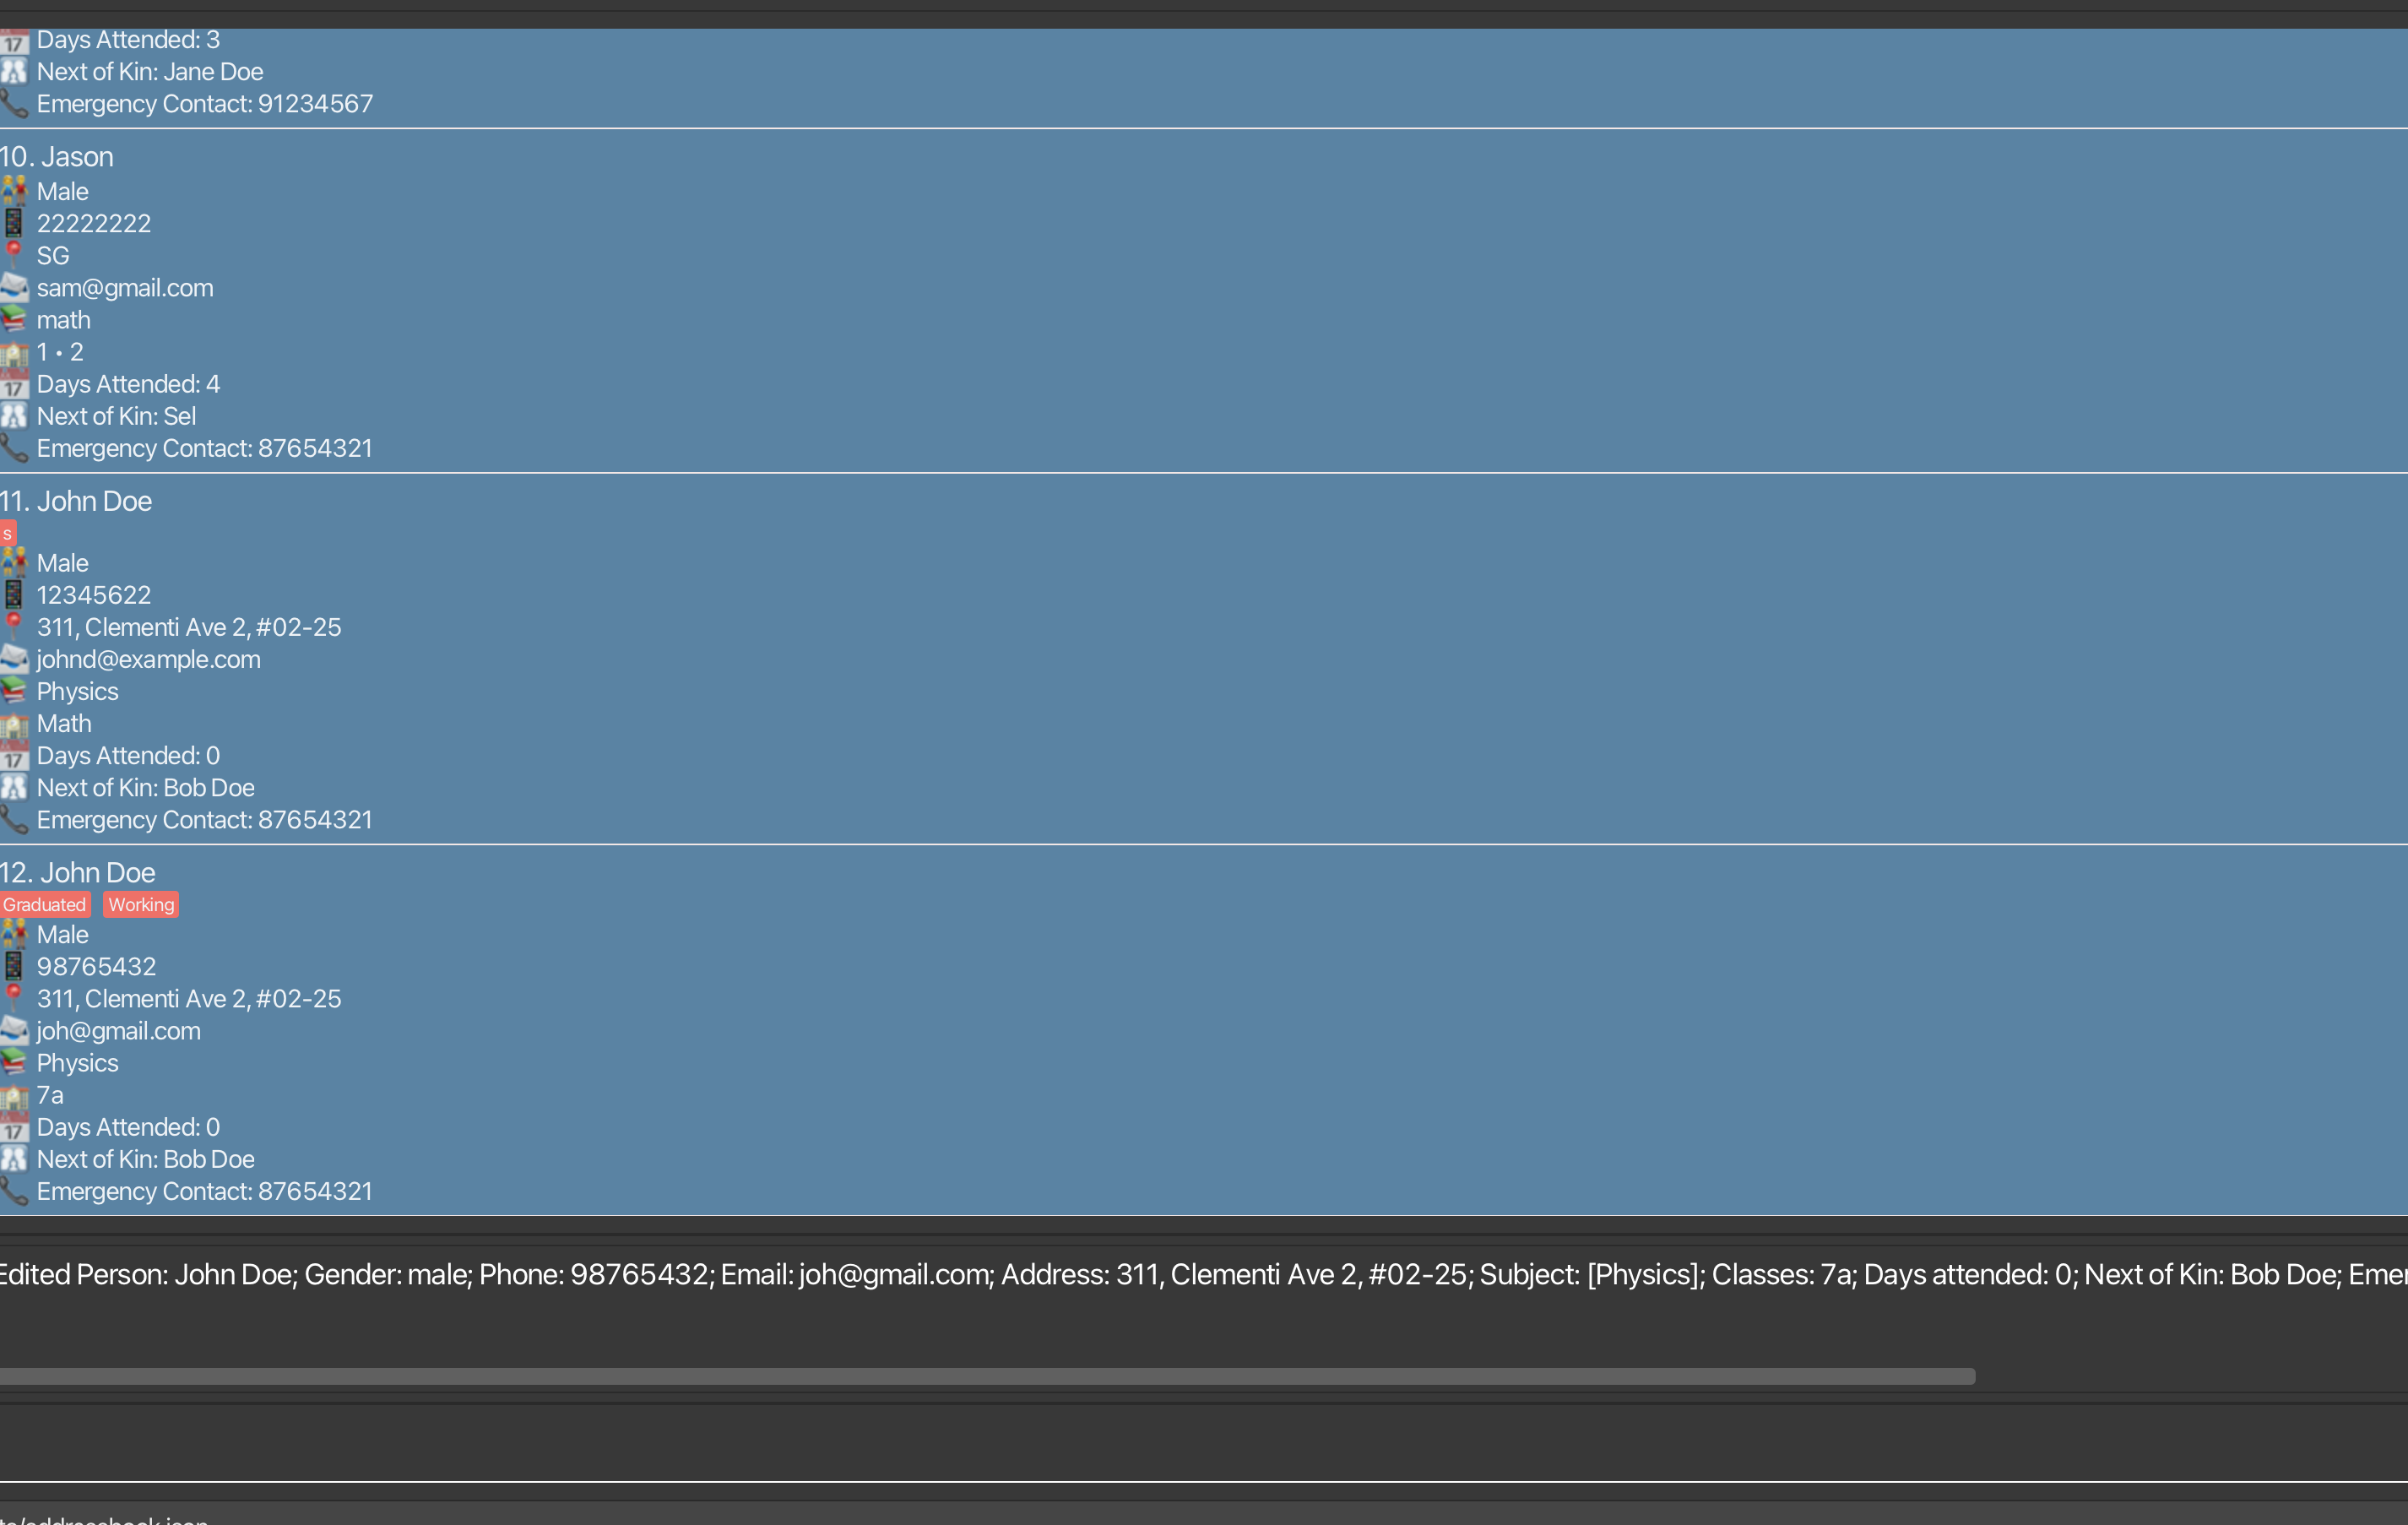 Days Attended: 3
Next of Kin: Jane Doe
Emergency Contact: 91234567
10. Jason
Male
22222222
SG
sam@gmail.com
math
1 • 2
Days Attended: 4
Next of Kin: Sel
Emergency Contact: 87654321
11. John Doe
s
Male
12345622
311, Clementi Ave 2, #02-25
johnd@example.com
Physics
Math
Days Attended: 0
Next of Kin: Bob Doe
Emergency Contact: 87654321
12. John Doe
Graduated Working
Male
98765432
311, Clementi Ave 2, #02-25
joh@gmail.com
Physics
7a
Days Attended: 0
Next of Kin: Bob Doe
Emergency Contact: 87654321
Edited Person: John Doe; Gender: male; Phone: 98765432; Email: joh@gmail.com; Address: 311, Clementi Ave 2, #02-25; Subject: [Physics]; Classes: 7a; Days attended: 0; Next of Kin: Bob Doe;